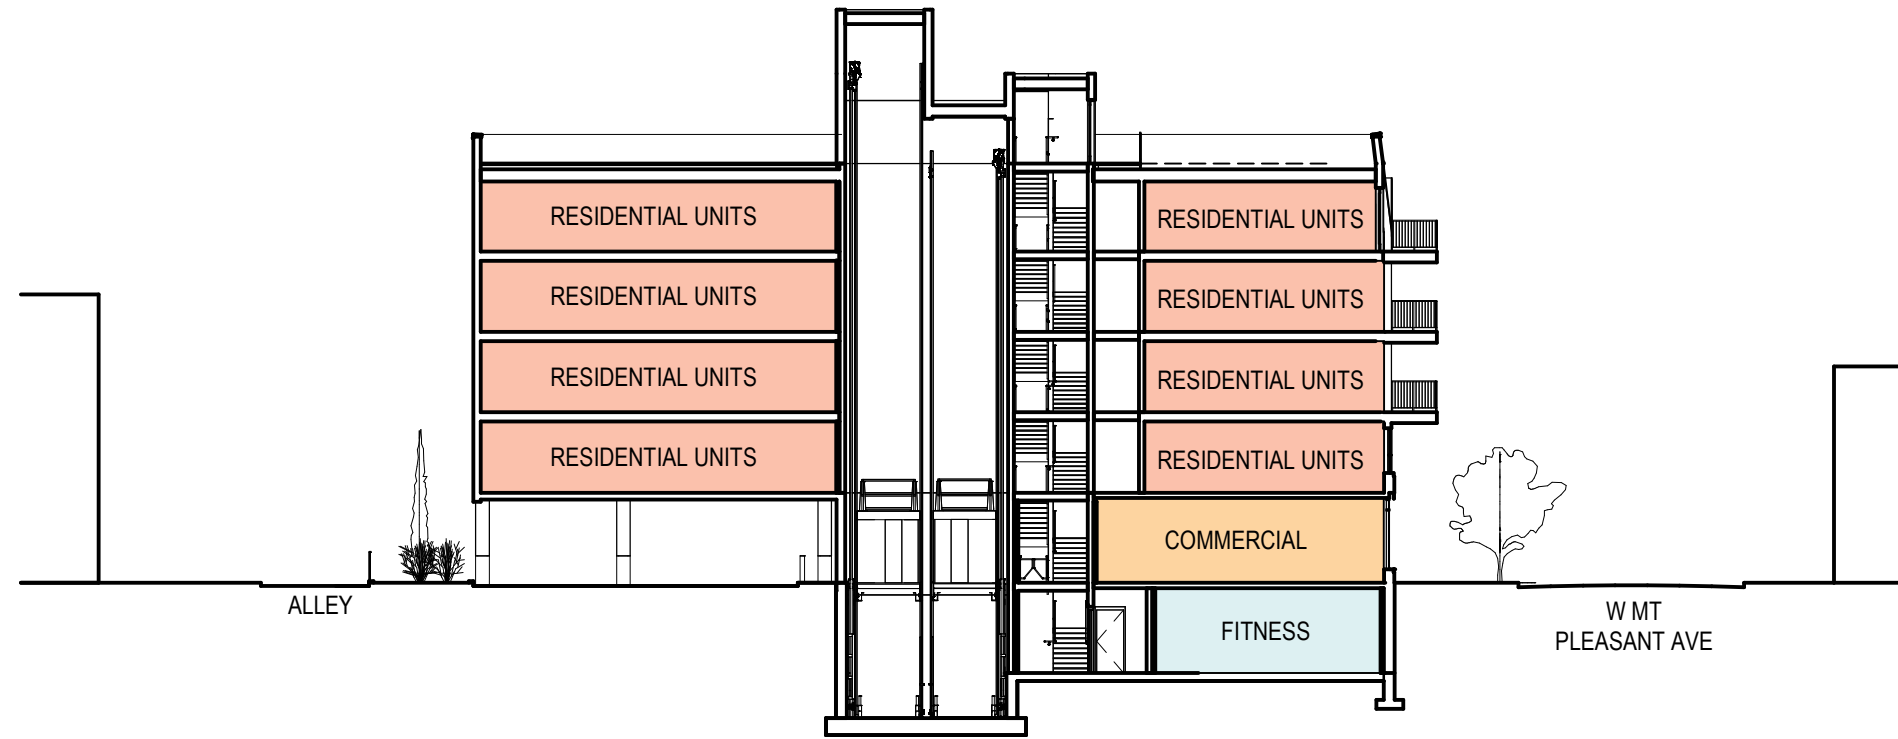 RESIDENTIAL UNITS
RESIDENTIAL UNITS
RESIDENTIAL UNITS
RESIDENTIAL UNITS
RESIDENTIAL UNITS
RESIDENTIAL UNITS
RESIDENTIAL UNITS
RESIDENTIAL UNITS
COMMERCIAL
FITNESS
ALLEY
W MT
PLEASANT AVE